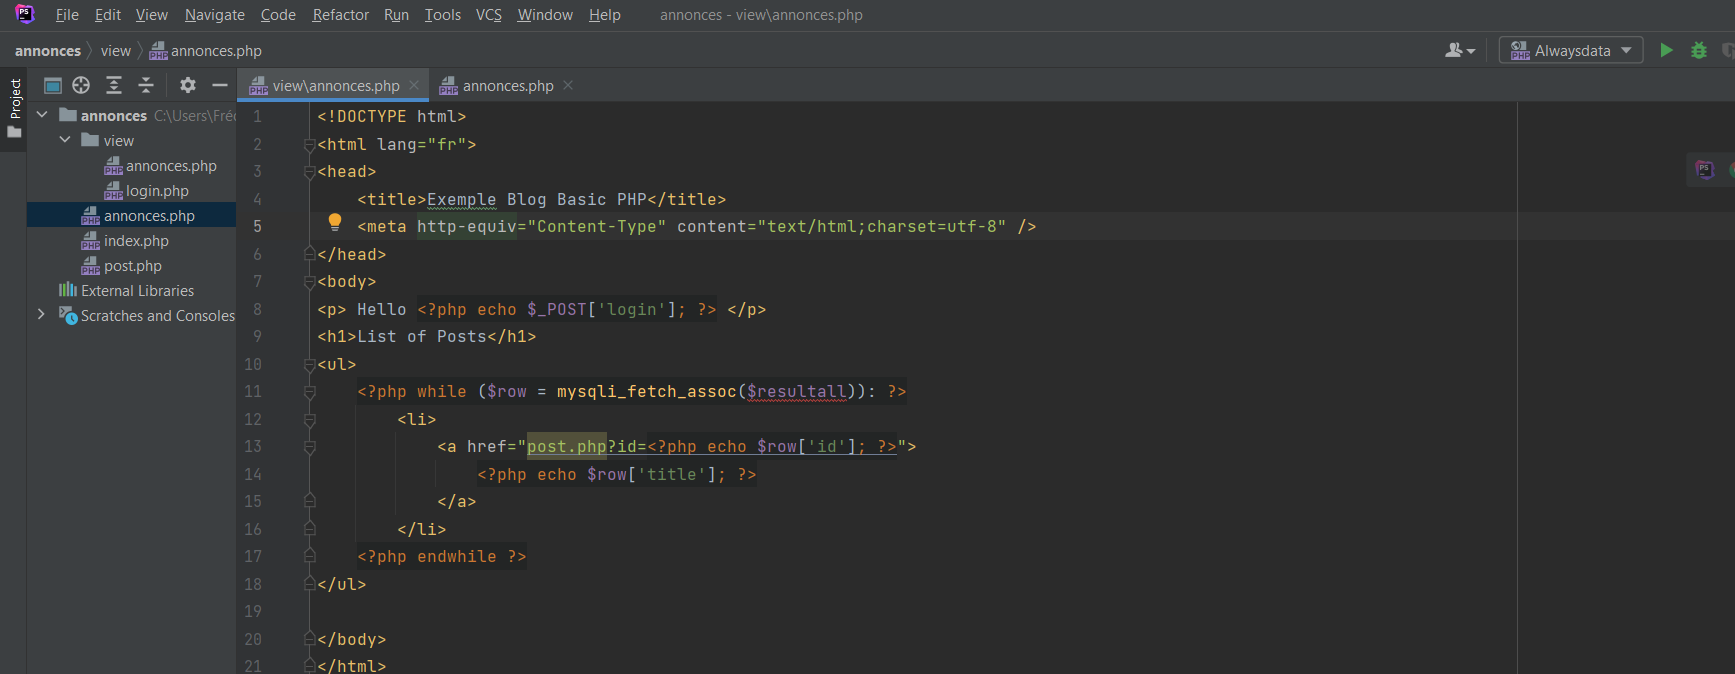 File Edit View Navigate Code Refactor Run Tools VCS Window Help annonces - view\annonces.php
annonces view annonces.php Alwaysdata
Project
view\annonces.php annonces.php
annonces C:\Users\Fréd
view
annonces.php
login.php
annonces.php
index.php
post.php
External Libraries
Scratches and Consoles
1 <!DOCTYPE html>
2 <html lang="fr">
3 <head>
4 <title>Exemple Blog Basic PHP</title>
5 <meta http-equiv="Content-Type" content="text/html;charset=utf-8" />
6 </head>
7 <body>
8 <p> Hello <?php echo $_POST['login']; ?> </p>
9 <h1>List of Posts</h1>
10 <ul>
11 <?php while ($row = mysqli_fetch_assoc($resultall)): ?>
12 <li>
13 <a href="post.php?id=<?php echo $row['id']; ?>">
14 <?php echo $row['title']; ?>
15 </a>
16 </li>
17 <?php endwhile ?>
18 </ul>
19
20 </body>
21 </html>